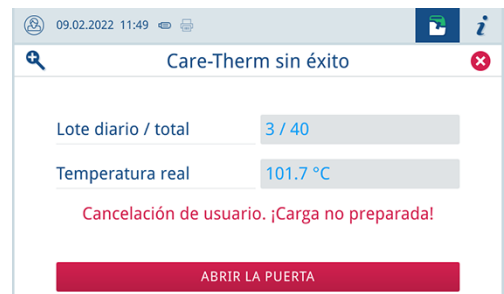 09.02.2022 11:49
i
Care-Therm sin éxito
Lote diario / total 3 / 40
Temperatura real 101.7 °C
Cancelación de usuario. ¡Carga no preparada!
ABRIR LA PUERTA